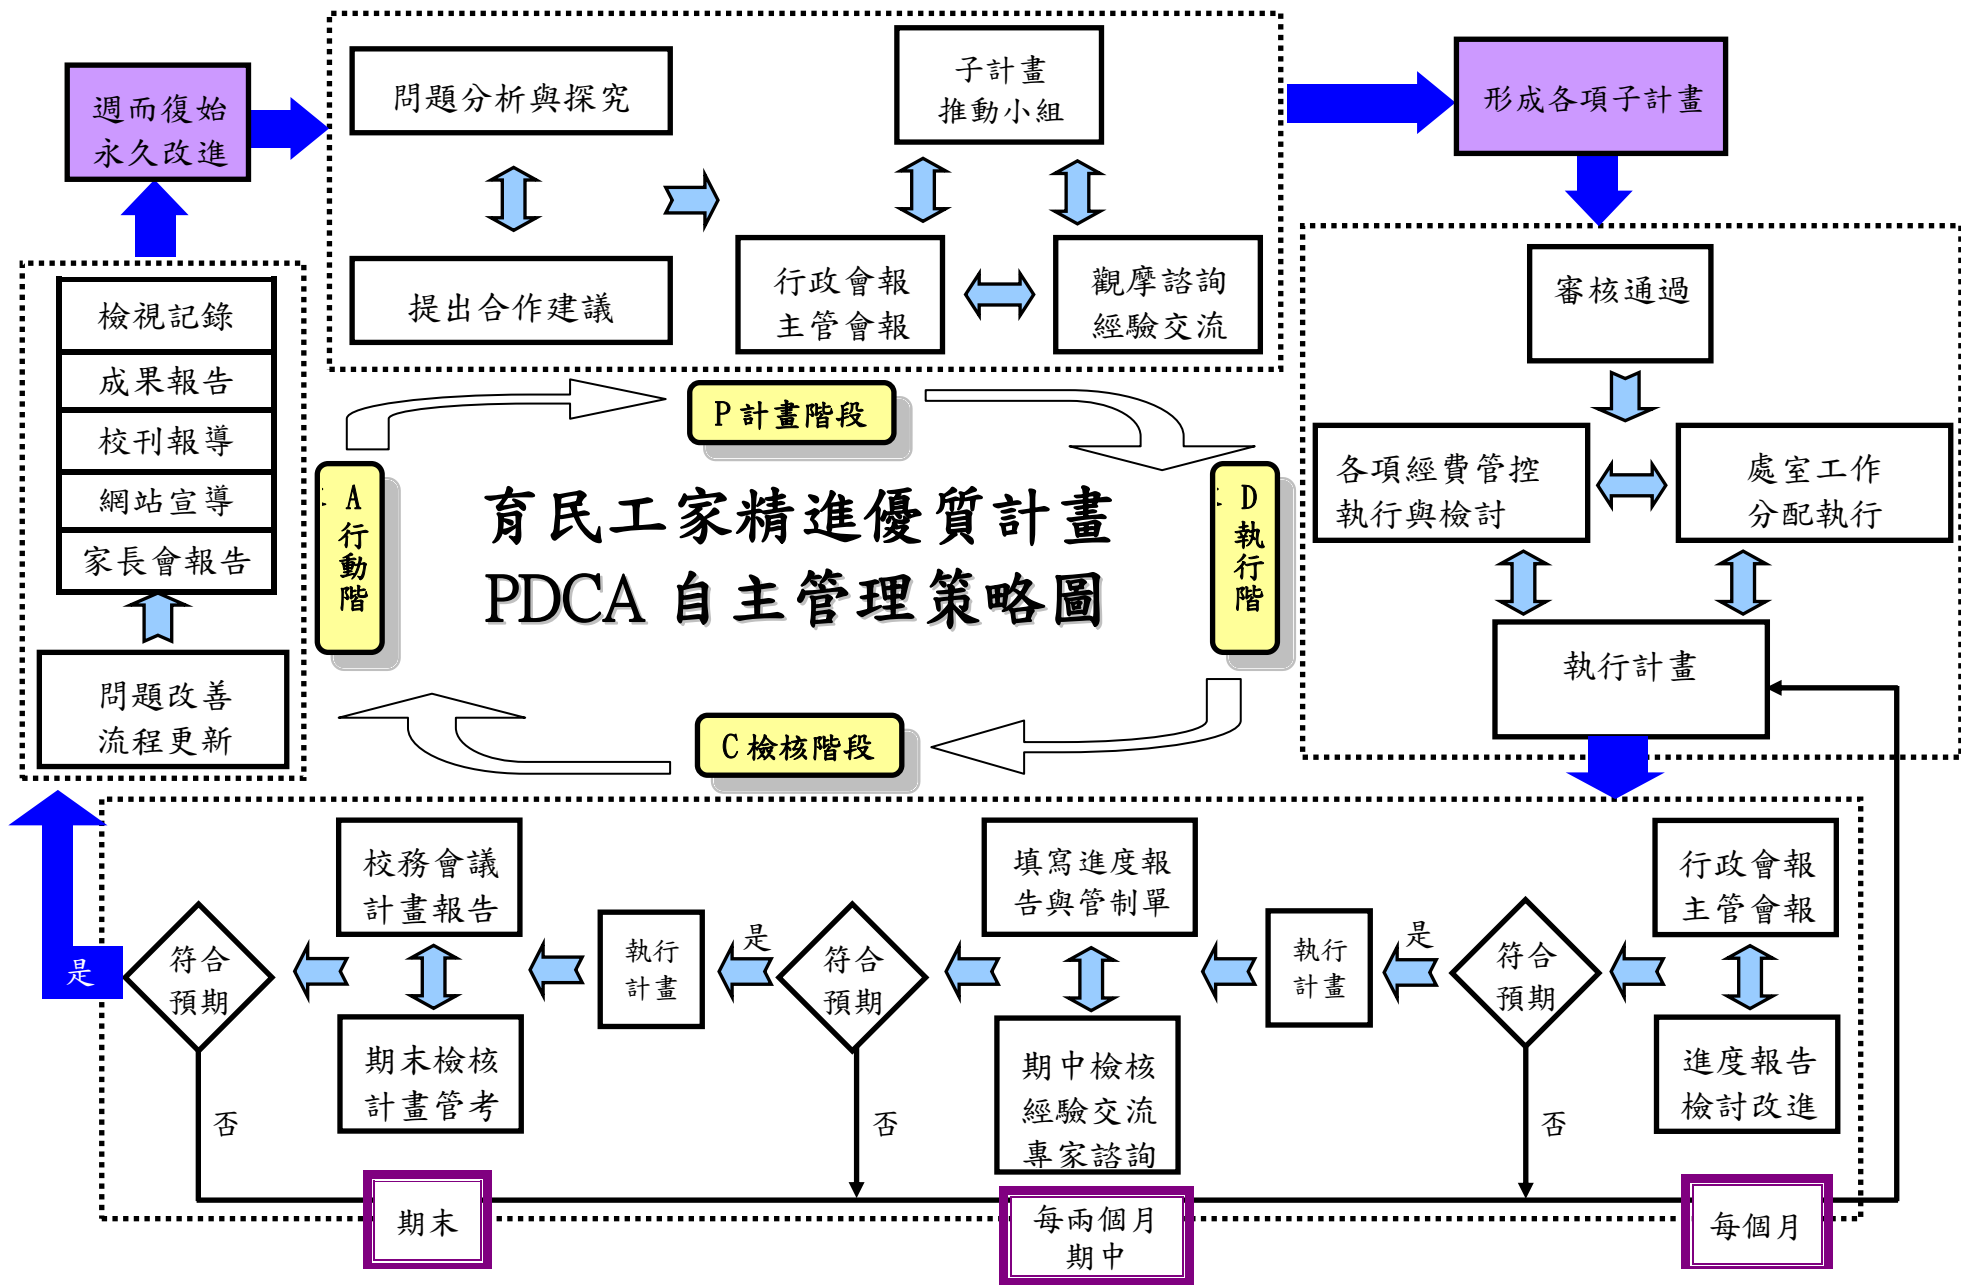 週而復始
永久改進
問題分析與探究
提出合作建議
子計畫
推動小組
行政會報
主管會報
觀摩諮詢
經驗交流
形成各項子計畫
審核通過
各項經費管控
執行與檢討
處室工作
分配執行
執行計畫
檢視記錄
成果報告
校刊報導
網站宣導
家長會報告
問題改善
流程更新
P計畫階段
A
行
動
階
D
執
行
階
C檢核階段
育民工家精進優質計畫
PDCA 自主管理策略圖
行政會報
主管會報
進度報告
檢討改進
符合
預期
是
否
執行
計畫
填寫進度報
告與管制單
期中檢核
經驗交流
專家諮詢
符合
預期
是
否
執行
計畫
校務會議
計畫報告
期末檢核
計畫管考
符合
預期
是
否
期末
每兩個月
期中
每個月